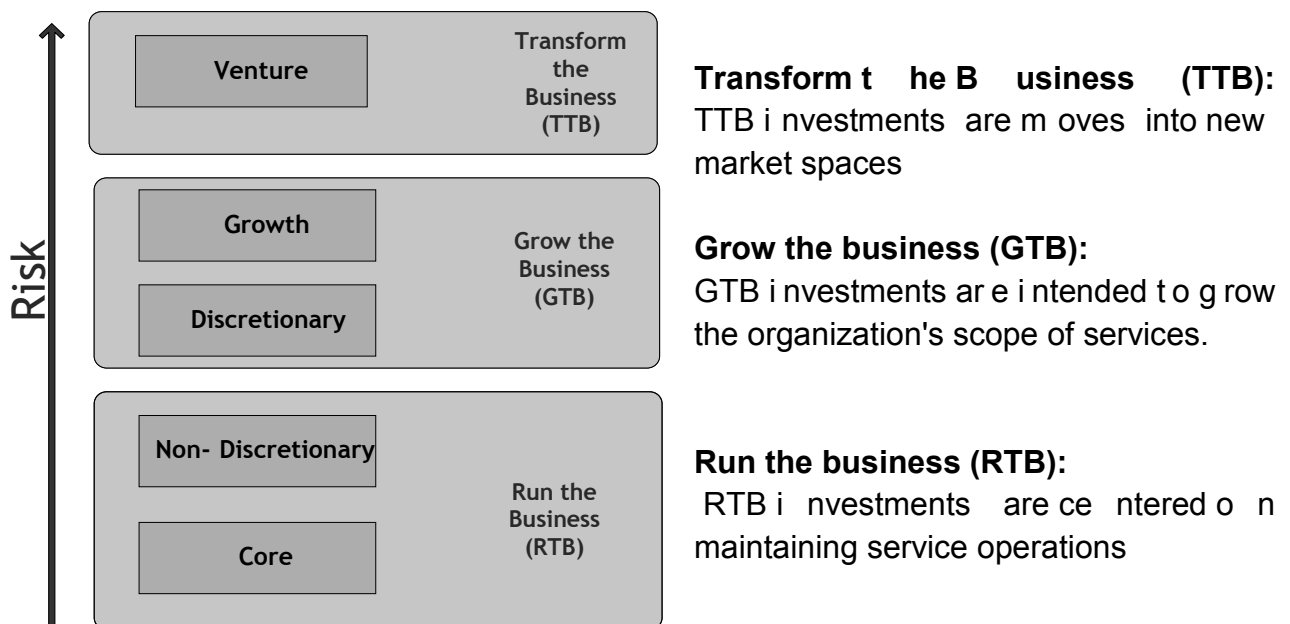 Risk
Venture
Transform
the
Business
(TTB)
Growth
Discretionary
Grow the
Business
(GTB)
Non- Discretionary
Core
Run the
Business
(RTB)
Transform t he B usiness (TTB):
TTB i nvestments are m oves into new
market spaces
Grow the business (GTB):
GTB i nvestments ar e i ntended t o g row
the organization's scope of services.
Run the business (RTB):
RTB i nvestments are ce ntered o n
maintaining service operations